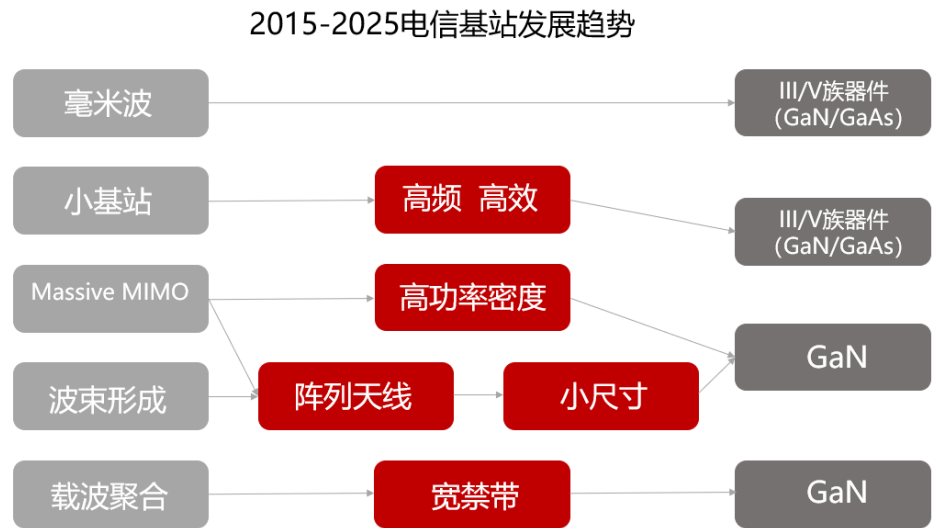 2015-2025电信基站发展趋势
毫米波
III/V族器件
（GaN/GaAs）
小基站
高频 高效
III/V族器件
（GaN/GaAs）
Massive MIMO
高功率密度
GaN
波束形成
阵列天线
小尺寸
载波聚合
宽禁带
GaN